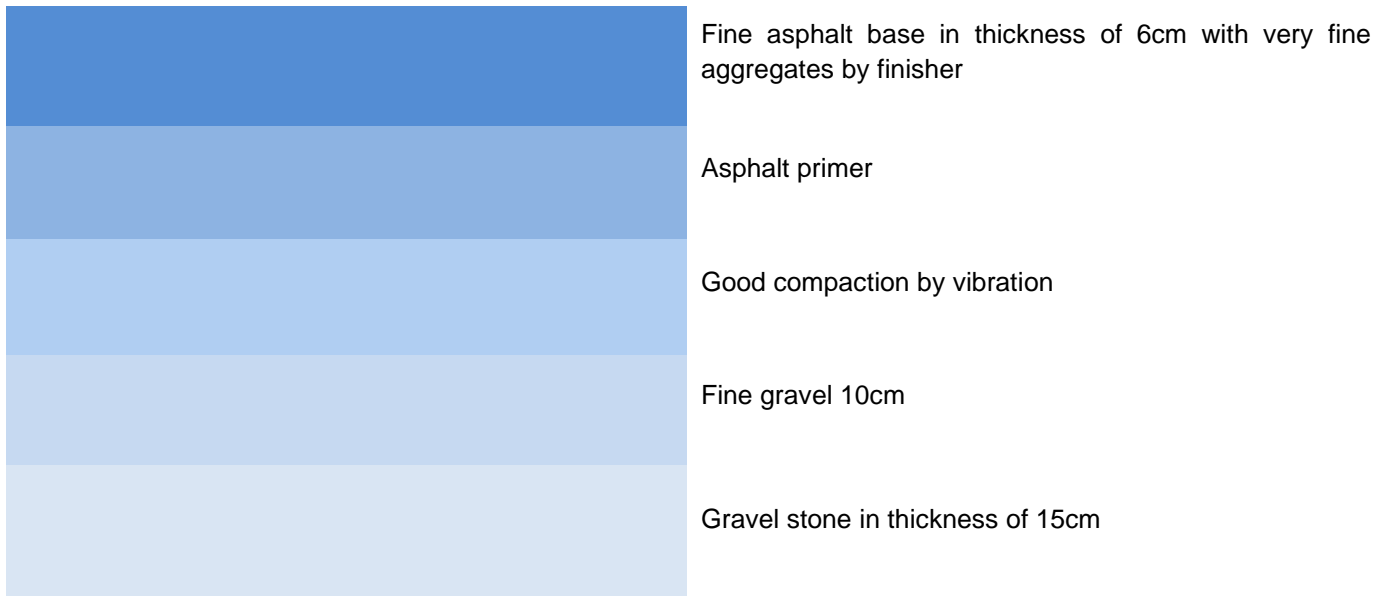 Fine asphalt base in thickness of 6cm with very fine
aggregates by finisher
Asphalt primer
Good compaction by vibration
Fine gravel 10cm
Gravel stone in thickness of 15cm